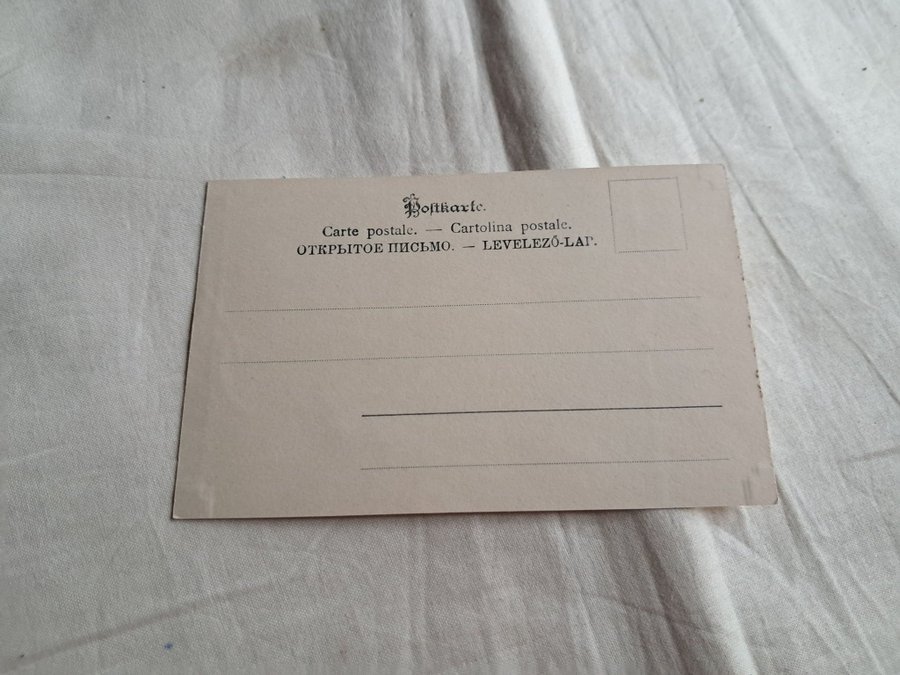 Postkarte.
Carte postale. — Cartolina postale.
ОТКРЫТОЕ ПИСЬМО. — LEVELEZŐ-LAP.